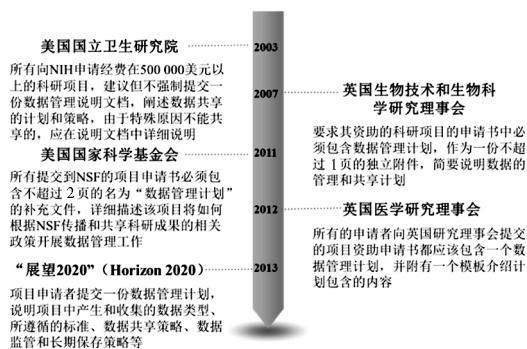 美国国立卫生研究院
2003
所有向NIH申请经费在500 000美元以
上的科研项目，建议但不强制提交一
份数据管理说明文档，阐述数据共享
的计划和策略，由于特殊原因不能共
享的，应在说明文档中详细说明
2007
英国生物技术和生物科
学研究理事会
要求其资助的科研项目的申请书中必须
包含数据管理计划，作为一份不超
过1页的独立附件，简要说明数据的
管理和共享计划
美国国家科学基金会
2011
所有提交到NSF的项目申请书必须包
含不超过2页的名为“数据管理计划”
的补充文件，详细描述该项目将如何
根据NSF传播和共享科研成果的相关
政策开展数据管理工作
2012
英国医学研究理事会
所有的申请者向英国研究理事会提交
的项目资助申请书都应该包含一个数
据管理计划，并附有一个模板介绍计
划包含的内容
“展望2020”（Horizon 2020）
2013
项目申请者提交一份数据管理计划，
说明项目中产生和收集的数据类型、
所遵循的标准、数据共享策略、数据
监管和长期保存策略等